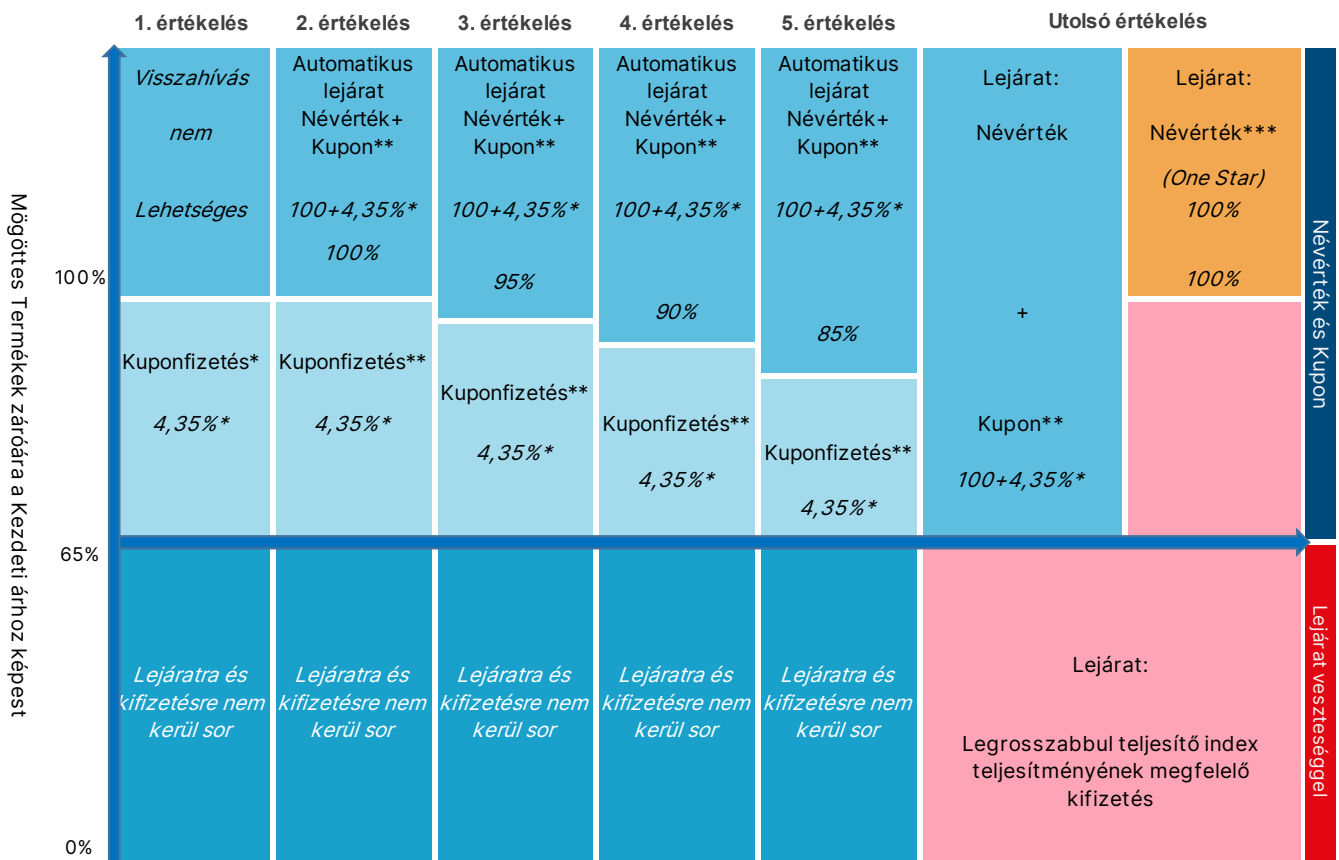 1. értékelés
2. értékelés
3. értékelés
4. értékelés
5. értékelés
Utolsó értékelés
Mögöttes Termékek záróára a Kezdeti árhoz képest
100%
65%
0%
Visszahívás
nem
Lehetséges
Automatikus
lejárat
Névérték+
Kupon**
100+4,35%*
100%
Automatikus
lejárat
Névérték+
Kupon**
100+4,35%*
95%
Automatikus
lejárat
Névérték+
Kupon**
100+4,35%*
90%
Automatikus
lejárat
Névérték+
Kupon**
100+4,35%*
85%
Lejárat:
Névérték
+
Kupon**
100+4,35%*
Lejárat:
Névérték***
(One Star)
100%
100%
Kuponfizetés*
4,35%*
Kuponfizetés**
4,35%*
Kuponfizetés**
4,35%*
Kuponfizetés**
4,35%*
Kuponfizetés**
4,35%*
Névérték és Kupon
Lejáratra és
kifizetésre nem
kerül sor
Lejáratra és
kifizetésre nem
kerül sor
Lejáratra és
kifizetésre nem
kerül sor
Lejáratra és
kifizetésre nem
kerül sor
Lejáratra és
kifizetésre nem
kerül sor
Lejárat:
Legrosszabbul teljesítő index
teljesítményének megfelelő
kifizetés
Lejárat veszteséggel